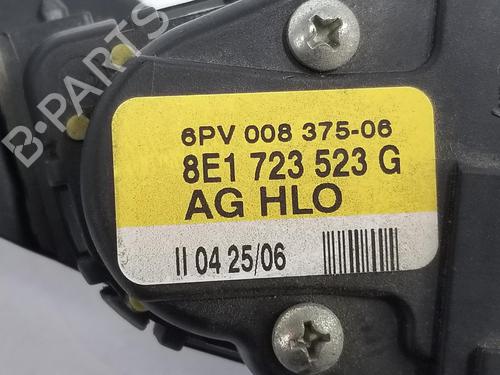 B-PARTS
6PV 008 375-06
8E1 723 523 G
AG HLO
II 04 25/06